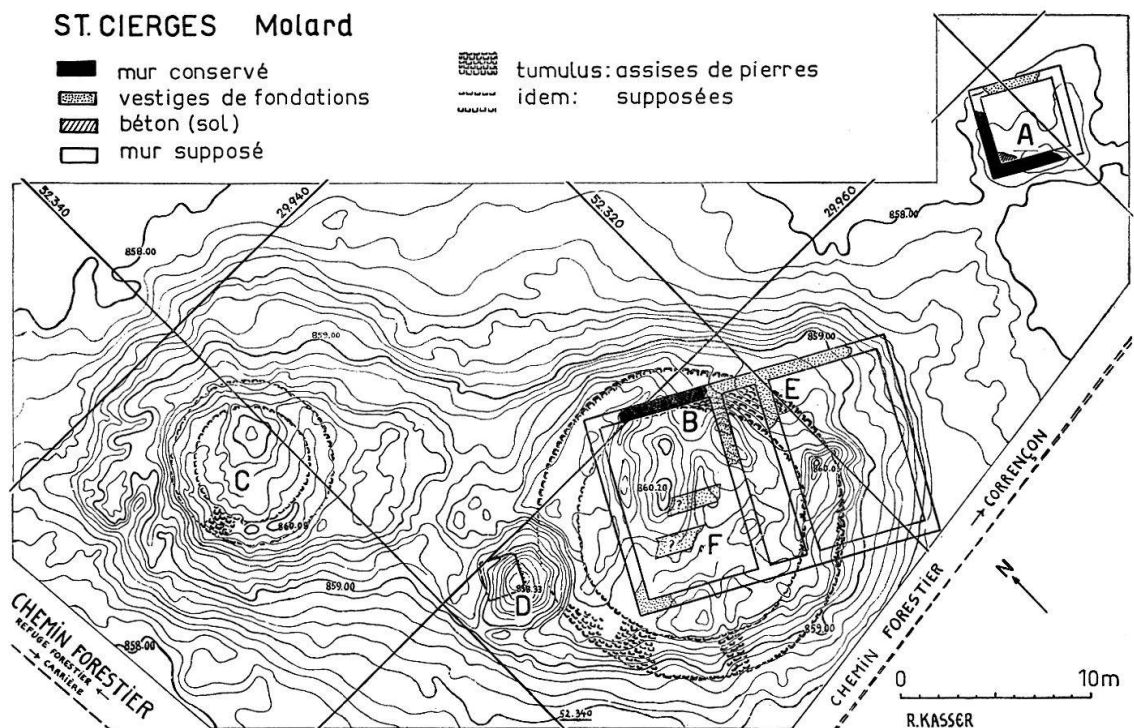 ST. CIERGES Molard
mur conservé
vestiges de fondations
béton (sol)
mur supposé
tumulus: assises de pierres
idem: supposées
A
52.340
29.940
52.320
29.960
858.00
858.00
859.00
859.00
E
B
C
860.20
860.05
860.08
?
?
F
D
858.33
859.00
859.00
858.00
52.340
CHEMIN FORESTIER
REFUGE FORESTIER
CARRIÈRE
CHEMIN FORESTIER → CORRENÇON
N
0 10m
R.KASSER